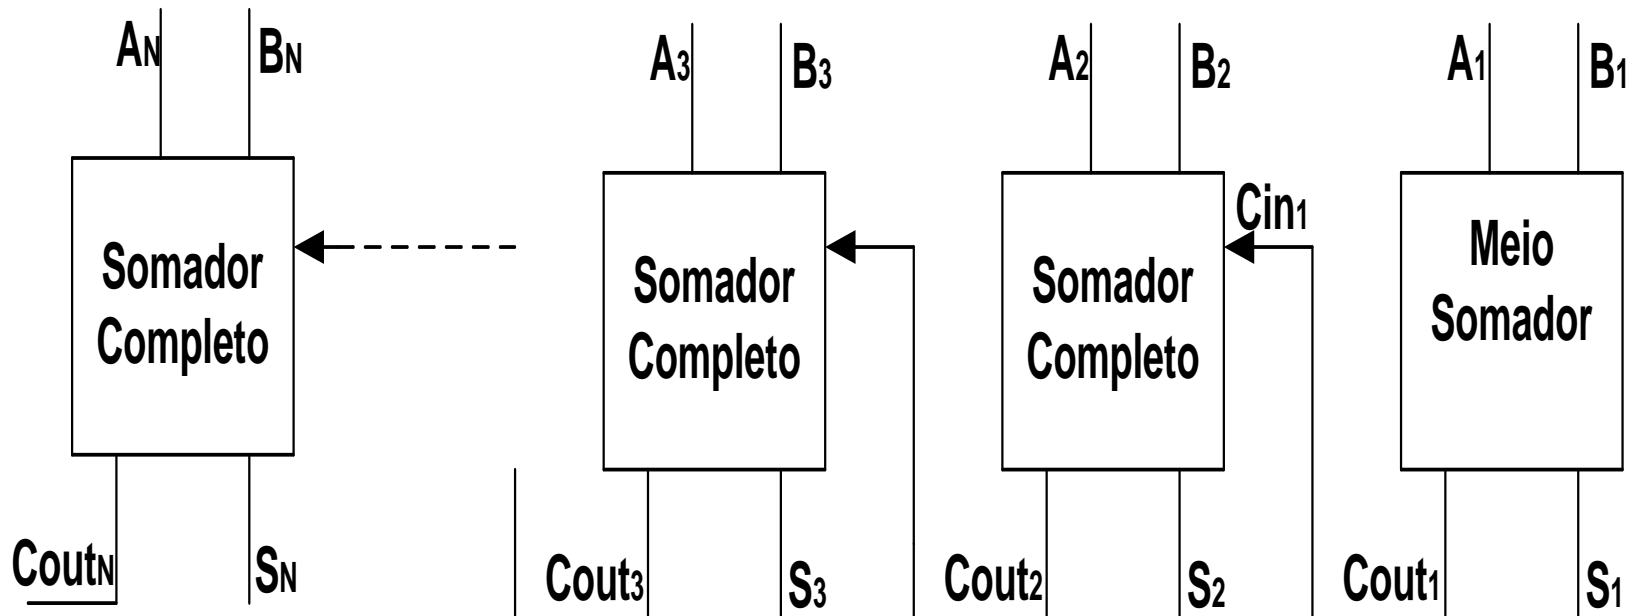 AN BN A3 B3 A2 B2 A1 B1
Cin1
Somador
Completo
Somador
Completo
Somador
Completo
Meio
Somador
CoutN SN Cout3 S3 Cout2 S2 Cout1 S1